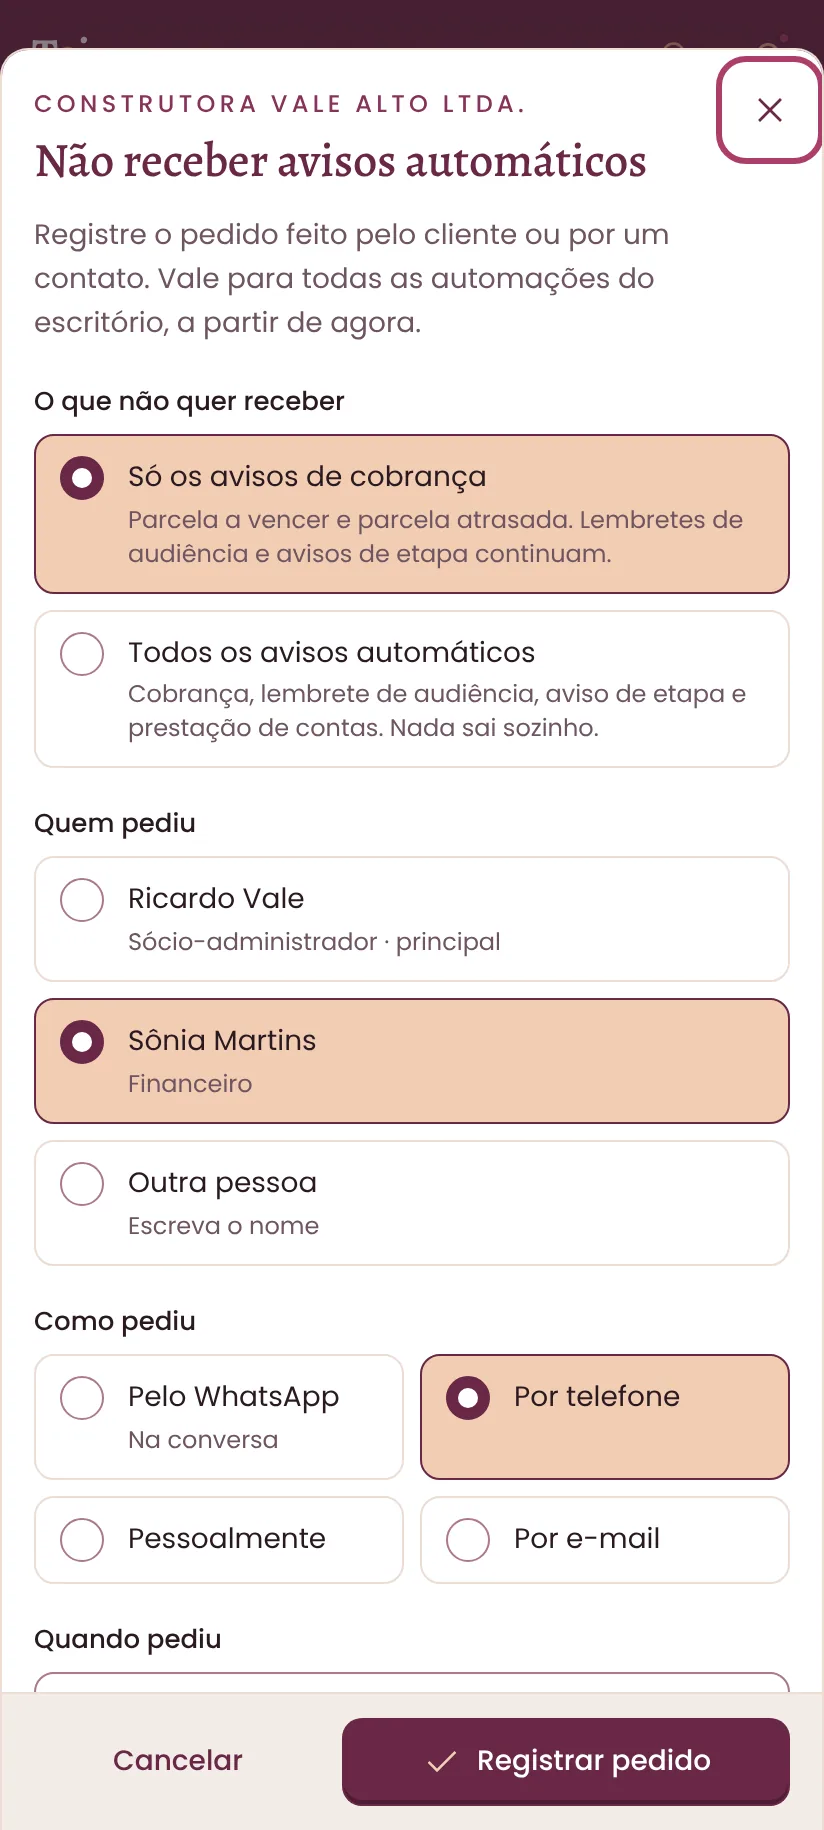 CONSTRUTORA VALE ALTO LTDA.
Não receber avisos automáticos
Registre o pedido feito pelo cliente ou por um
contato. Vale para todas as automações do
escritório, a partir de agora.
O que não quer receber
Só os avisos de cobrança
Parcela a vencer e parcela atrasada. Lembretes de
audiência e avisos de etapa continuam.
Todos os avisos automáticos
Cobrança, lembrete de audiência, aviso de etapa e
prestação de contas. Nada sai sozinho.
Quem pediu
Ricardo Vale
Sócio-administrador · principal
Sônia Martins
Financeiro
Outra pessoa
Escreva o nome
Como pediu
Pelo WhatsApp
Na conversa
Por telefone
Pessoalmente
Por e-mail
Quando pediu
Cancelar
Registrar pedido